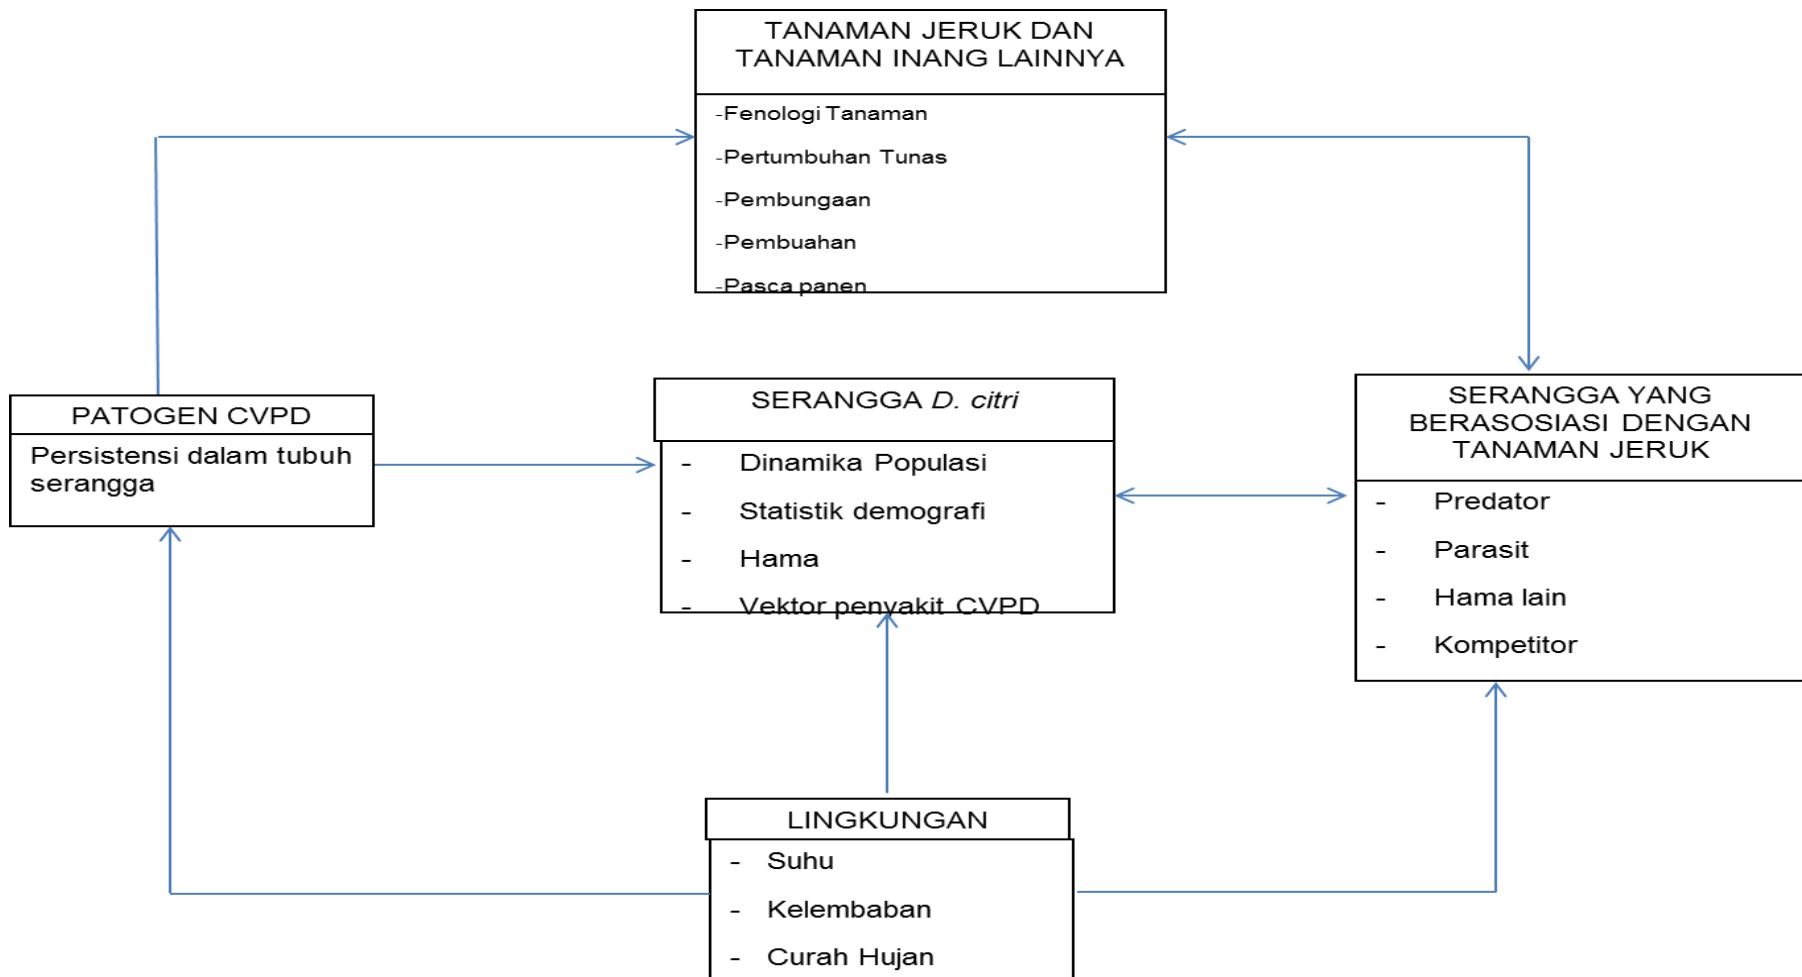 TANAMAN JERUK DAN
TANAMAN INANG LAINNYA
-Fenologi Tanaman
-Pertumbuhan Tunas
-Pembungaan
-Pembuahan
-Pasca panen
PATOGEN CVPD
Persistensi dalam tubuh
serangga
SERANGGA D. citri
- Dinamika Populasi
- Statistik demografi
- Hama
- Vektor penyakit CVPD
SERANGGA YANG
BERASOSIASI DENGAN
TANAMAN JERUK
- Predator
- Parasit
- Hama lain
- Kompetitor
LINGKUNGAN
- Suhu
- Kelembaban
- Curah Hujan